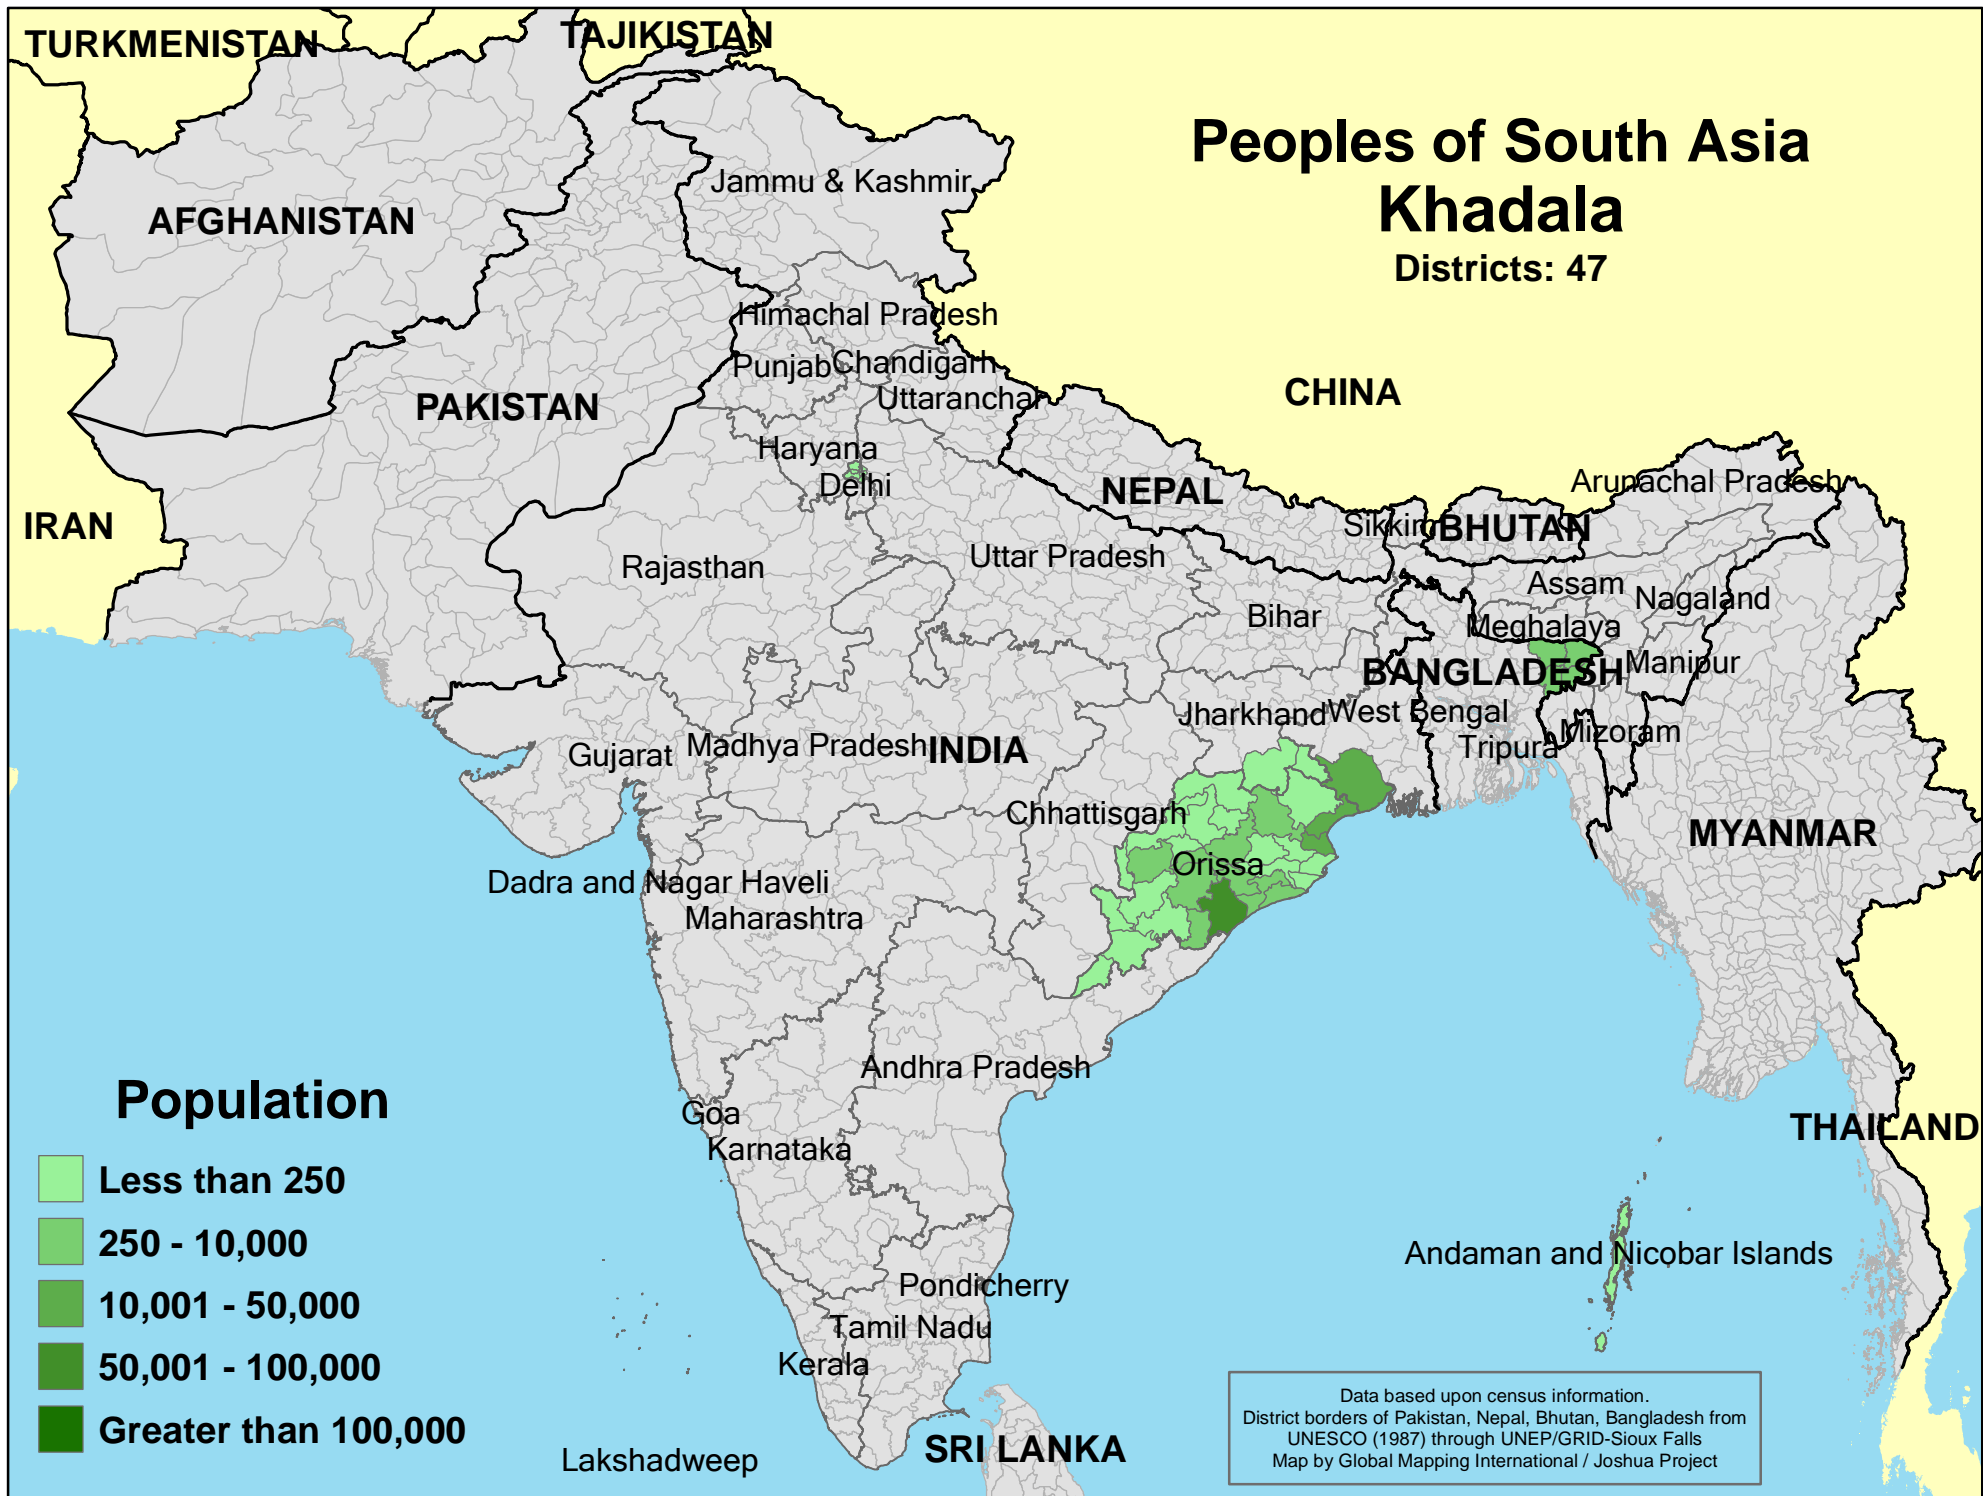 TURKMENISTAN
TAJIKISTAN
Peoples of South Asia
Khadala
Districts: 47
Jammu & Kashmir
AFGHANISTAN
Himachal Pradesh
Punjab
Chandigarh
Uttaranchal
CHINA
PAKISTAN
Haryana
Delhi
NEPAL
Arunachal Pradesh
IRAN
Sikkim
BHUTAN
Rajasthan
Uttar Pradesh
Assam
Nagaland
Bihar
Meghalaya
BANGLADESH
Manipur
Jharkhand
West Bengal
Gujarat
Madhya Pradesh
INDIA
Tripura
Mizoram
Chhattisgarh
MYANMAR
Orissa
Dadra and Nagar Haveli
Maharashtra
Andhra Pradesh
Goa
Karnataka
THAILAND
Andaman and Nicobar Islands
Pondicherry
Tamil Nadu
Kerala
Lakshadweep
SRI LANKA
Population
Less than 250
250 - 10,000
10,001 - 50,000
50,001 - 100,000
Greater than 100,000
Data based upon census information.
District borders of Pakistan, Nepal, Bhutan, Bangladesh from
UNESCO (1987) through UNEP/GRID-Sioux Falls
Map by Global Mapping International / Joshua Project